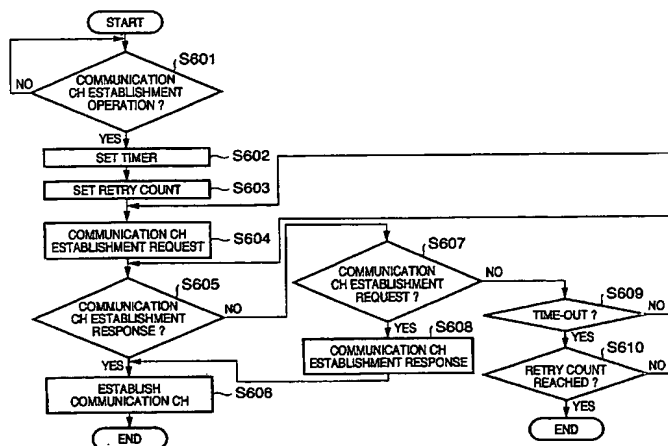 START
S601
COMMUNICATION
CH ESTABLISHMENT
OPERATION ?
NO
YES
SET TIMER
S602
SET RETRY COUNT
S603
COMMUNICATION CH
ESTABLISHMENT REQUEST
S604
S605
COMMUNICATION
CH ESTABLISHMENT
RESPONSE ?
NO
YES
ESTABLISH
COMMUNICATION CH
S606
END
S607
COMMUNICATION
CH ESTABLISHMENT
REQUEST ?
NO
YES
S608
COMMUNICATION CH
ESTABLISHMENT RESPONSE
S609
TIME-OUT ?
NO
YES
S610
RETRY COUNT
REACHED ?
NO
YES
END